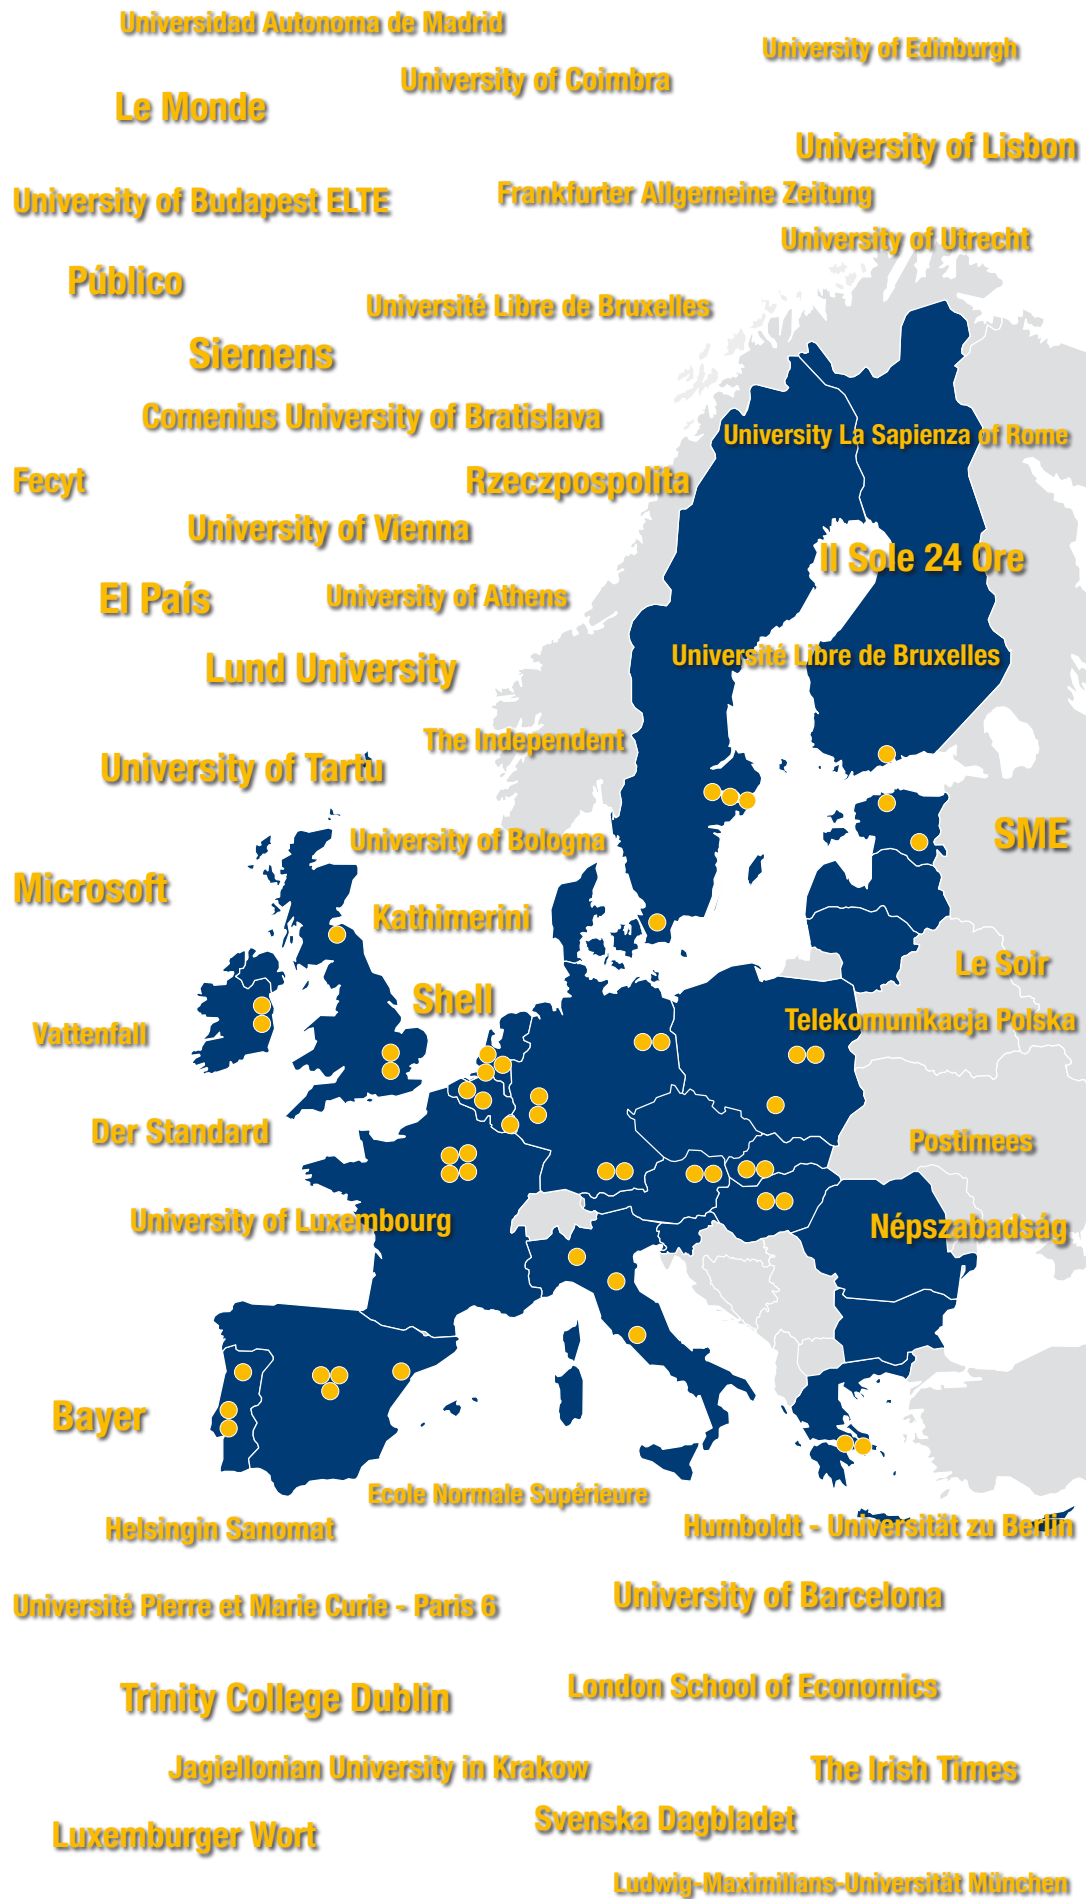 Universidad Autonoma de Madrid
University of Edinburgh
University of Coimbra
Le Monde
University of Lisbon
University of Budapest ELTE
Frankfurter Allgemeine Zeitung
University of Utrecht
Público
Université Libre de Bruxelles
Siemens
Comenius University of Bratislava
University La Sapienza of Rome
Fecyt
Rzeczpospolita
University of Vienna
Il Sole 24 Ore
El País
University of Athens
Université Libre de Bruxelles
Lund University
The Independent
University of Tartu
SME
University of Bologna
Microsoft
Kathimerini
Le Soir
Shell
Telekomunikacja Polska
Vattenfall
Der Standard
Postimees
University of Luxembourg
Népszabadság
Bayer
Ecole Normale Supérieure
Helsingin Sanomat
Humboldt - Universität zu Berlin
Université Pierre et Marie Curie - Paris 6
University of Barcelona
Trinity College Dublin
London School of Economics
Jagiellonian University in Krakow
The Irish Times
Svenska Dagbladet
Luxemburger Wort
Ludwig-Maximilians-Universität München